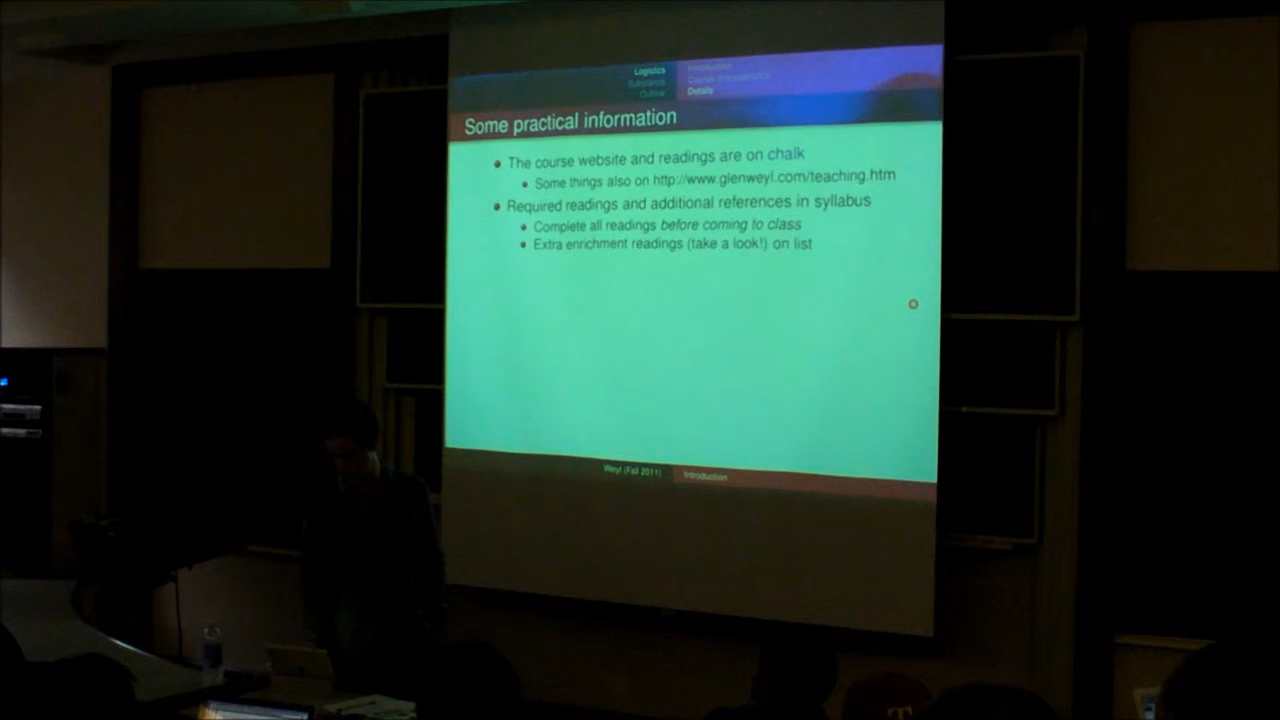 Logistics
Substance
Outline
Introduction
Course characteristics
Details
Some practical information
The course website and readings are on chalk
Some things also on http://www.glenweyl.com/teaching.htm
Required readings and additional references in syllabus
Complete all readings before coming to class
Extra enrichment readings (take a look!) on list
Weyl (Fall 2011)
Introduction
T